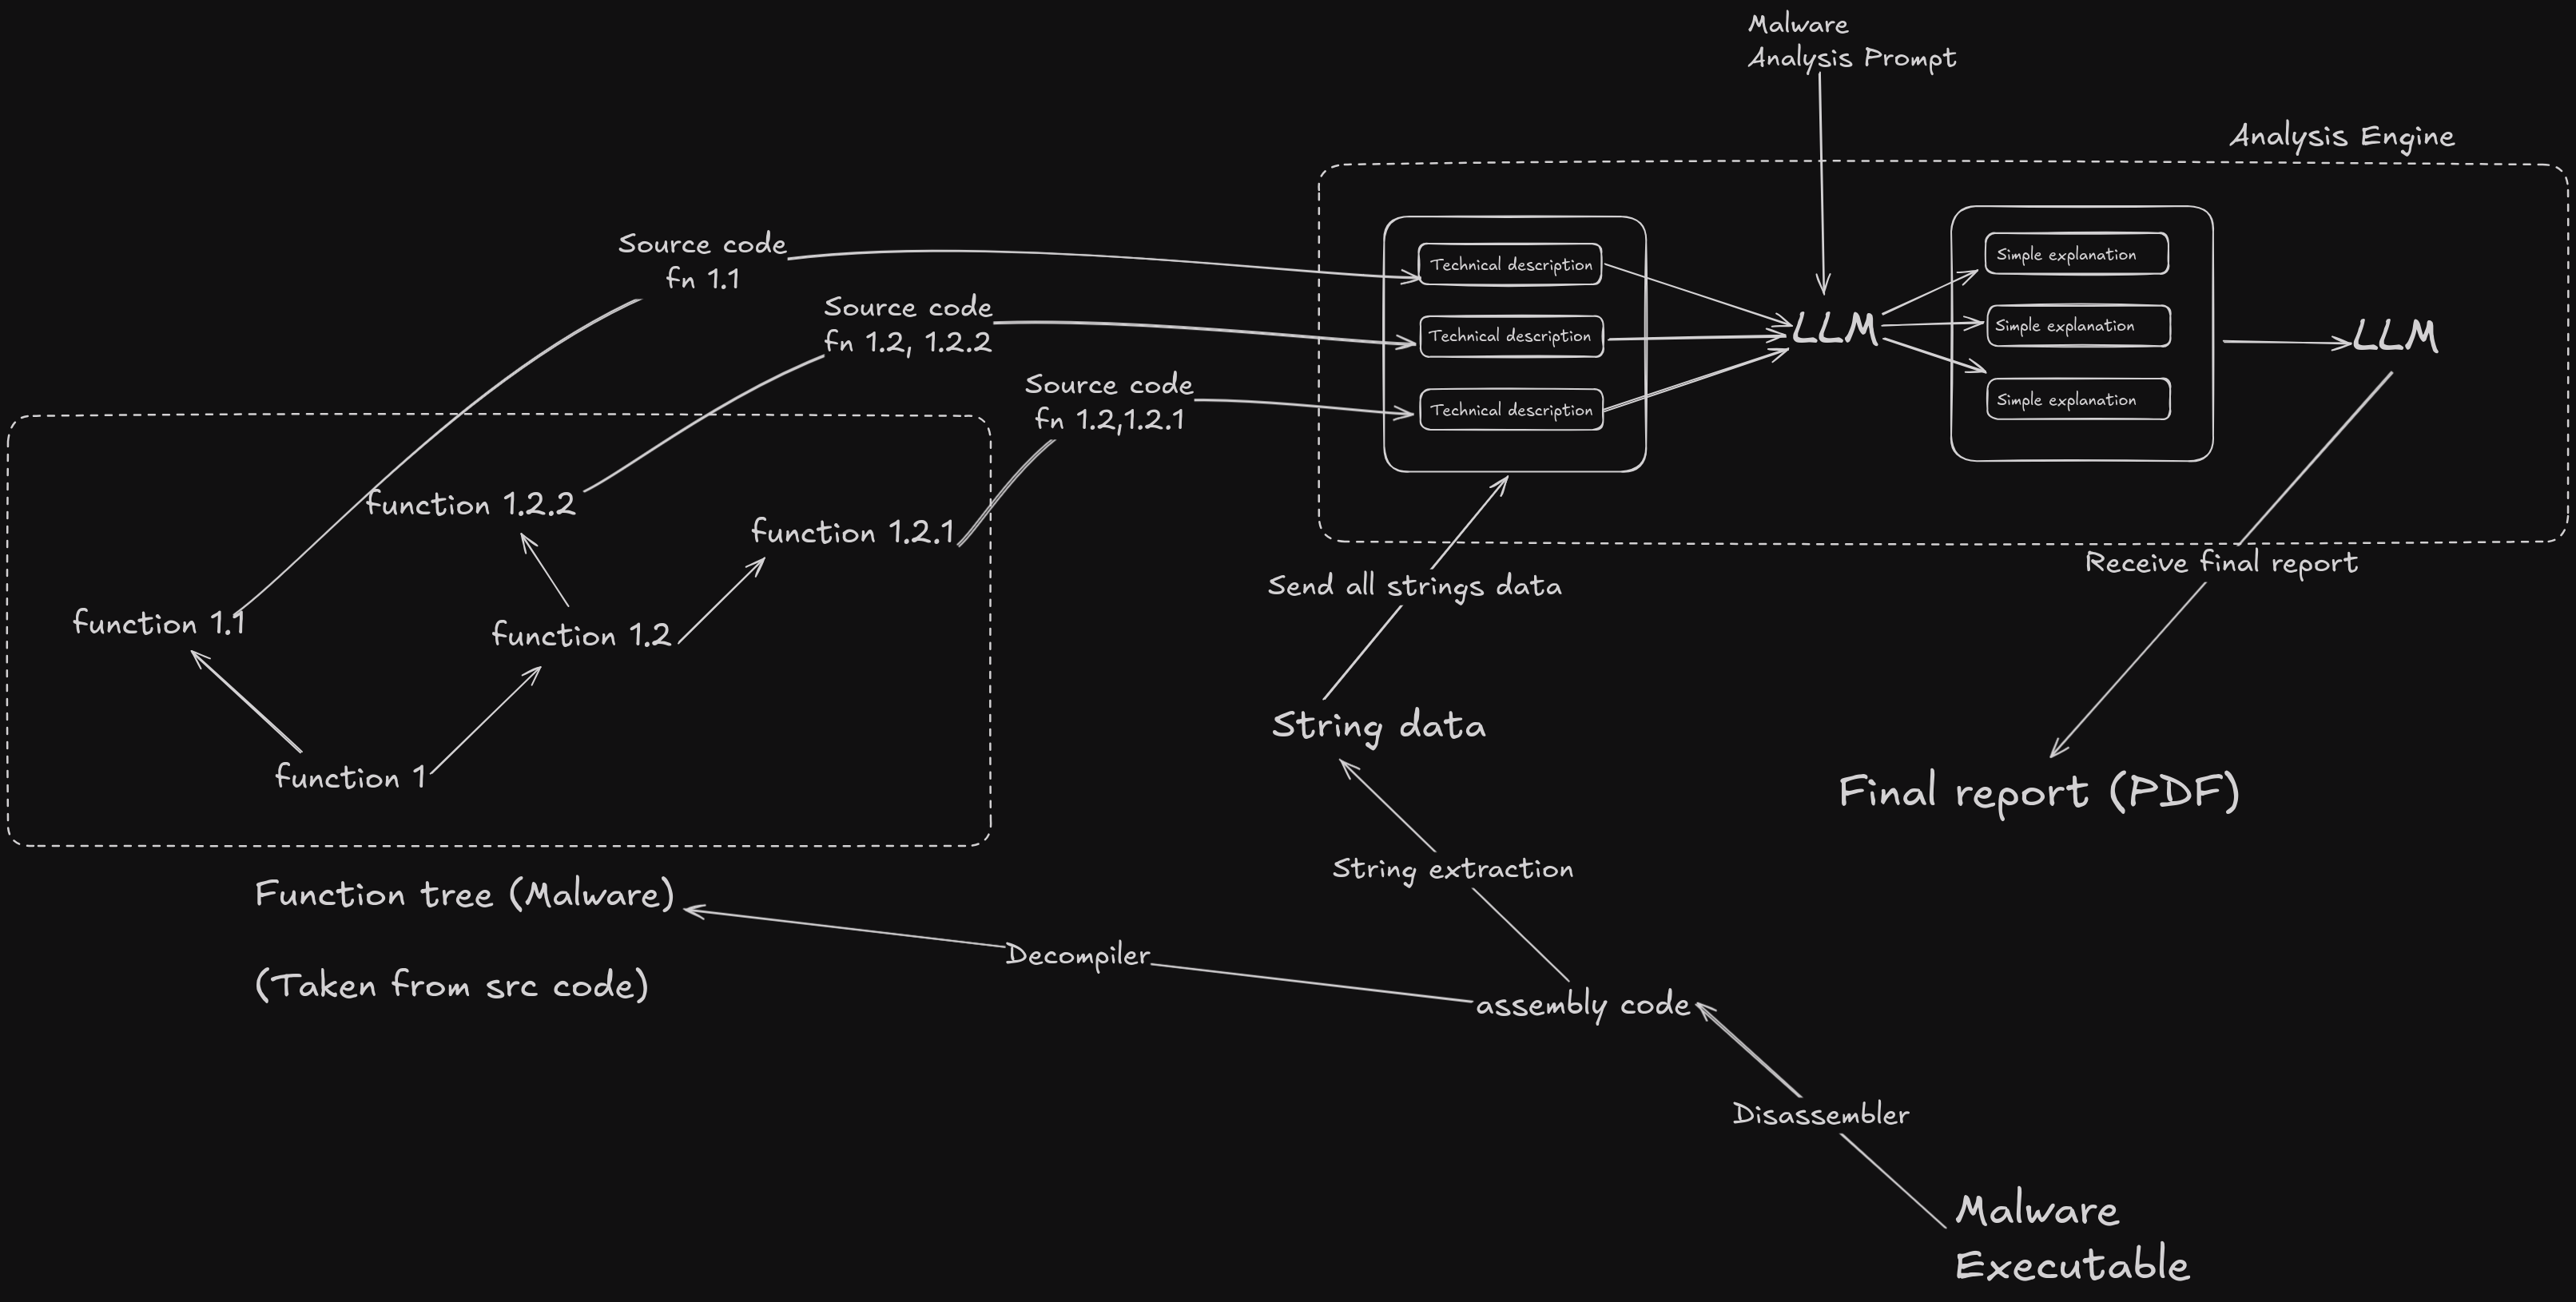 Malware
Analysis Prompt
Analysis Engine
Source code
fn 1.1
Source code
fn 1.2, 1.2.2
Source code
fn 1.2,1.2.1
Technical description
Technical description
Technical description
LLM
Simple explanation
Simple explanation
Simple explanation
LLM
function 1.2.2
function 1.2.1
function 1.1
function 1.2
function 1
Send all strings data
Receive final report
String data
Final report (PDF)
String extraction
Function tree (Malware)
(Taken from src code)
Decompiler
assembly code
Disassembler
Malware
Executable